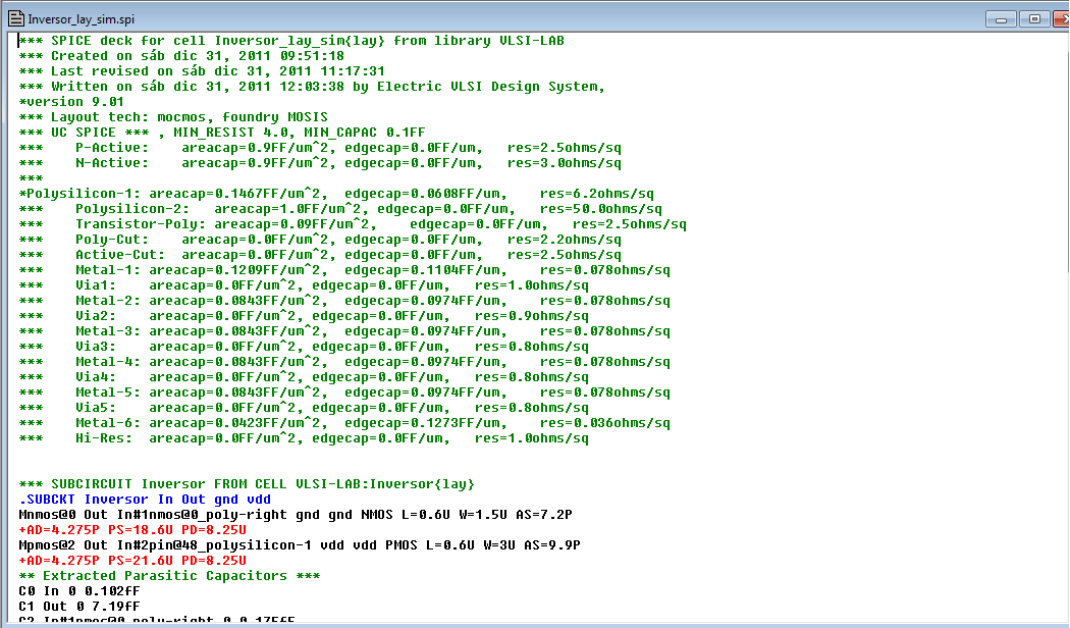 Inversor_lay_sim.spi
*** SPICE deck for cell Inversor_lay_sim{lay} from library VLSI-LAB
*** Created on sáb dic 31, 2011 09:51:18
*** Last revised on sáb dic 31, 2011 11:17:31
*** Written on sáb dic 31, 2011 12:03:38 by Electric VLSI Design System,
*version 9.01
*** Layout tech: mocmos, foundry MOSIS
*** UC SPICE *** , MIN_RESIST 4.0, MIN_CAPAC 0.1FF
*** P-Active: areacap=0.9FF/um^2, edgecap=0.0FF/um, res=2.5ohms/sq
*** N-Active: areacap=0.9FF/um^2, edgecap=0.0FF/um, res=3.0ohms/sq
***
*Polysilicon-1: areacap=0.1467FF/um^2, edgecap=0.0608FF/um, res=6.2ohms/sq
*** Polysilicon-2: areacap=1.0FF/um^2, edgecap=0.0FF/um, res=50.0ohms/sq
*** Transistor-Poly: areacap=0.09FF/um^2, edgecap=0.0FF/um, res=2.5ohms/sq
*** Poly-Cut: areacap=0.0FF/um^2, edgecap=0.0FF/um, res=2.2ohms/sq
*** Active-Cut: areacap=0.0FF/um^2, edgecap=0.0FF/um, res=2.5ohms/sq
*** Metal-1: areacap=0.1209FF/um^2, edgecap=0.1104FF/um, res=0.078ohms/sq
*** Via1: areacap=0.0FF/um^2, edgecap=0.0FF/um, res=1.0ohms/sq
*** Metal-2: areacap=0.0843FF/um^2, edgecap=0.0974FF/um, res=0.078ohms/sq
*** Via2: areacap=0.0FF/um^2, edgecap=0.0FF/um, res=0.9ohms/sq
*** Metal-3: areacap=0.0843FF/um^2, edgecap=0.0974FF/um, res=0.078ohms/sq
*** Via3: areacap=0.0FF/um^2, edgecap=0.0FF/um, res=0.8ohms/sq
*** Metal-4: areacap=0.0843FF/um^2, edgecap=0.0974FF/um, res=0.078ohms/sq
*** Via4: areacap=0.0FF/um^2, edgecap=0.0FF/um, res=0.8ohms/sq
*** Metal-5: areacap=0.0843FF/um^2, edgecap=0.0974FF/um, res=0.078ohms/sq
*** Via5: areacap=0.0FF/um^2, edgecap=0.0FF/um, res=0.8ohms/sq
*** Metal-6: areacap=0.0423FF/um^2, edgecap=0.1273FF/um, res=0.036ohms/sq
*** Hi-Res: areacap=0.0FF/um^2, edgecap=0.0FF/um, res=1.0ohms/sq
*** SUBCIRCUIT Inversor FROM CELL VLSI-LAB:Inversor{lay}
.SUBCKT Inversor In Out gnd vdd
Mnmos@0 Out In#1nmos@0_poly-right gnd gnd NMOS L=0.6U W=1.5U AS=7.2P
+AD=4.275P PS=18.6U PD=8.25U
Mpmos@2 Out In#2pin@48_polysilicon-1 vdd vdd PMOS L=0.6U W=3U AS=9.9P
+AD=4.275P PS=21.6U PD=8.25U
** Extracted Parasitic Capacitors ***
C0 In 0 0.102fF
C1 Out 0 7.19fF
C2 In#1nmos@0_poly-right 0 0.175fF